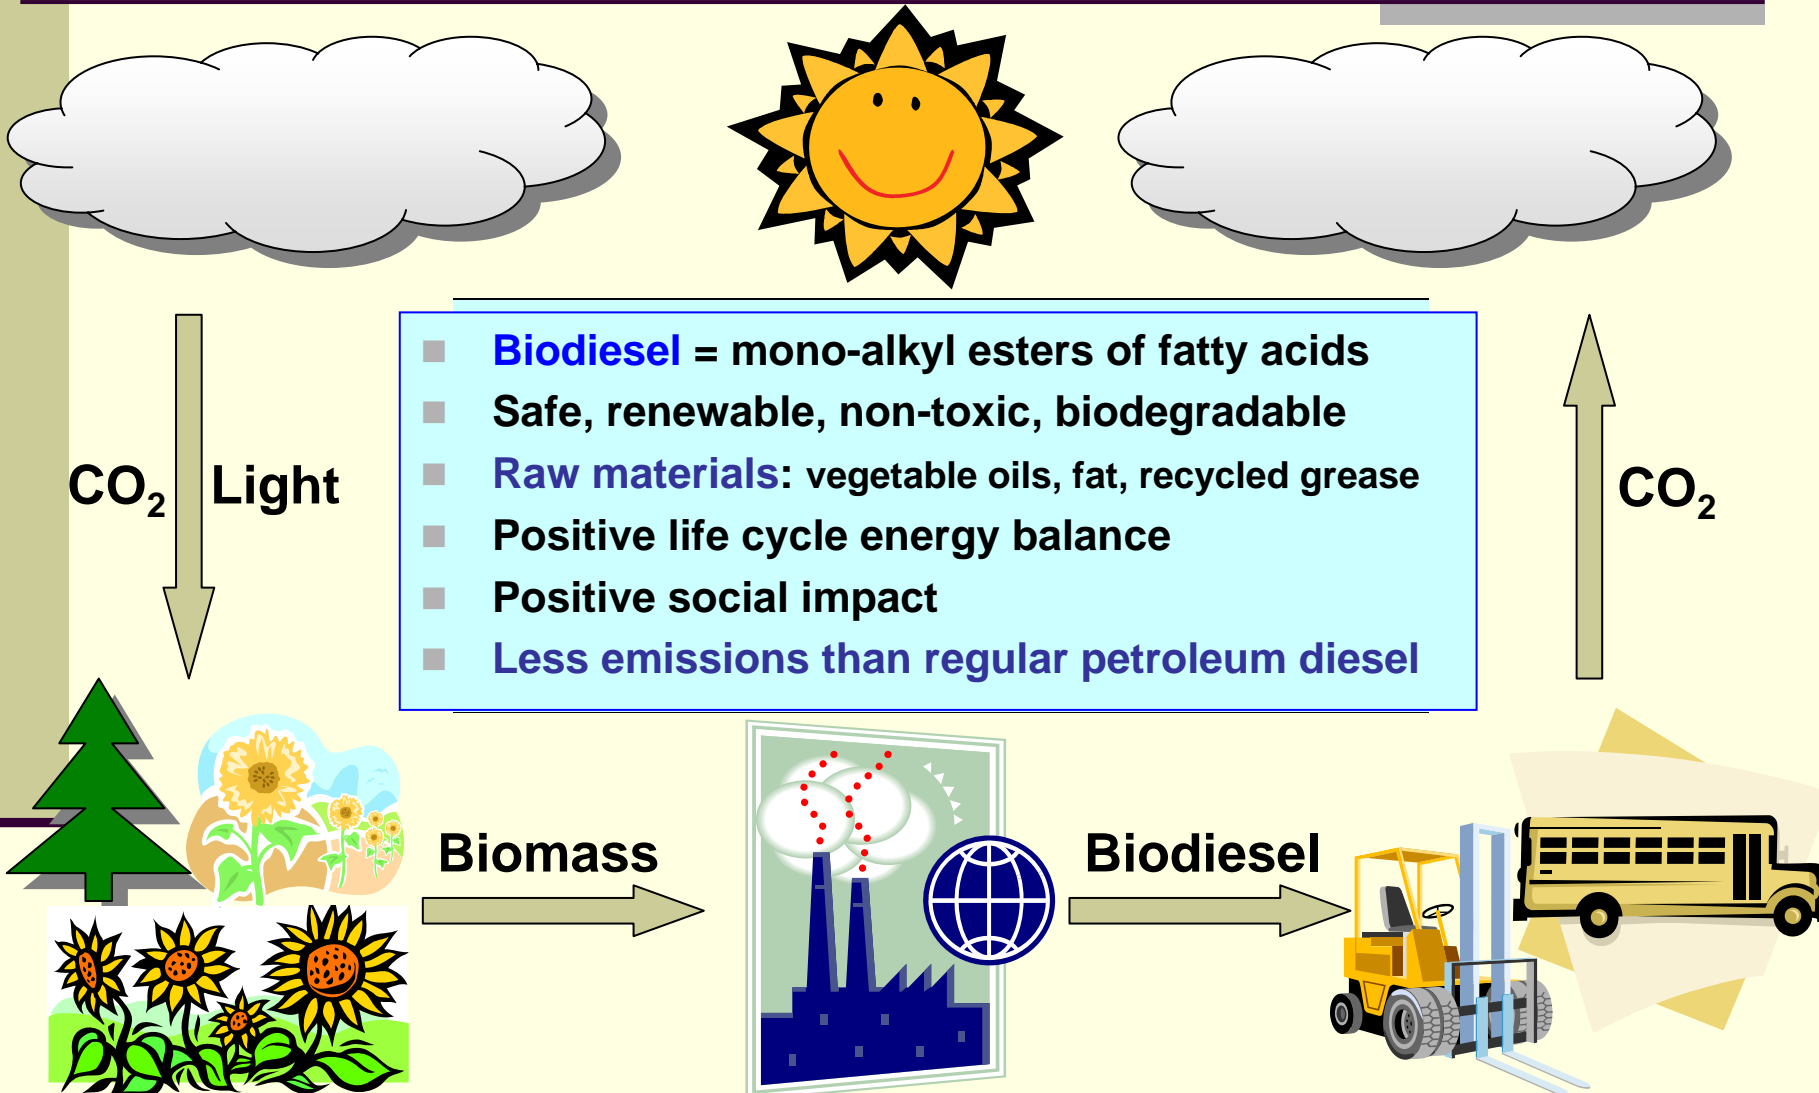 Biodiesel = mono-alkyl esters of fatty acids
Safe, renewable, non-toxic, biodegradable
Raw materials: vegetable oils, fat, recycled grease
Positive life cycle energy balance
Positive social impact
Less emissions than regular petroleum diesel
CO₂ Light
CO₂
Biomass
Biodiesel